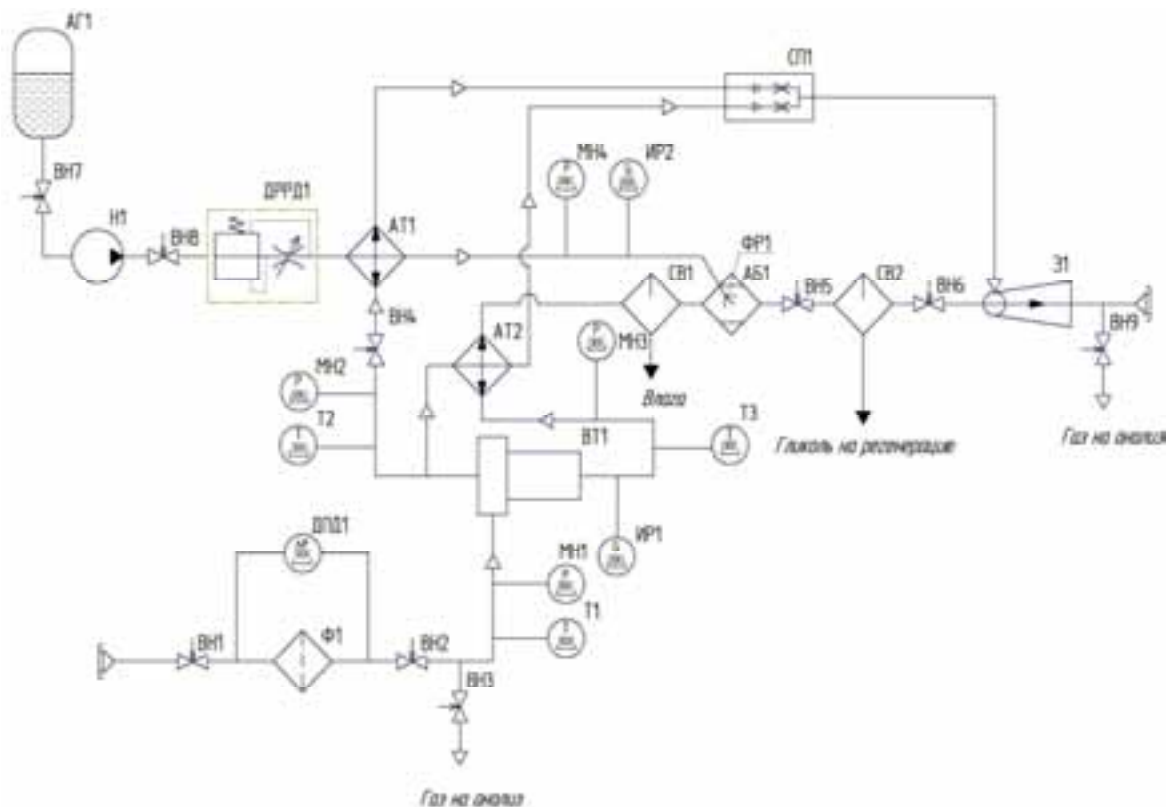 АГ1
СП1
ВН7
МН4
ИР2
ДРРД1
Н1
ВН8
АТ1
ФР1
СВ1
АБ1
ВН5
СВ2
ВН6
Э1
ВН4
АТ2
МН3
ВН9
МН2
Влага
Т2
ВТ1
Т3
Гликоль на регенерацию
Газ на анализ
ДПД1
МН1
ИР1
Т1
ВН1
Ф1
ВН2
ВН3
Газ на анализ